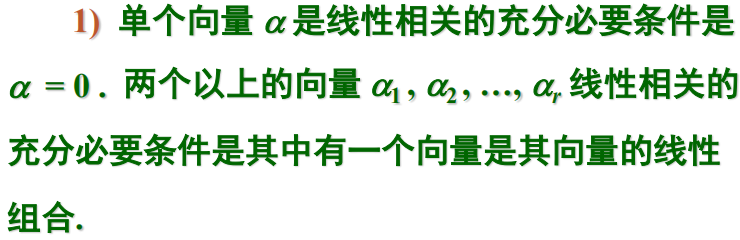 1) 单个向量 α 是线性相关的充分必要条件是
α = 0 . 两个以上的向量 α₁ , α₂ , …, αᵣ 线性相关的
充分必要条件是其中有一个向量是其向量的线性
组合.